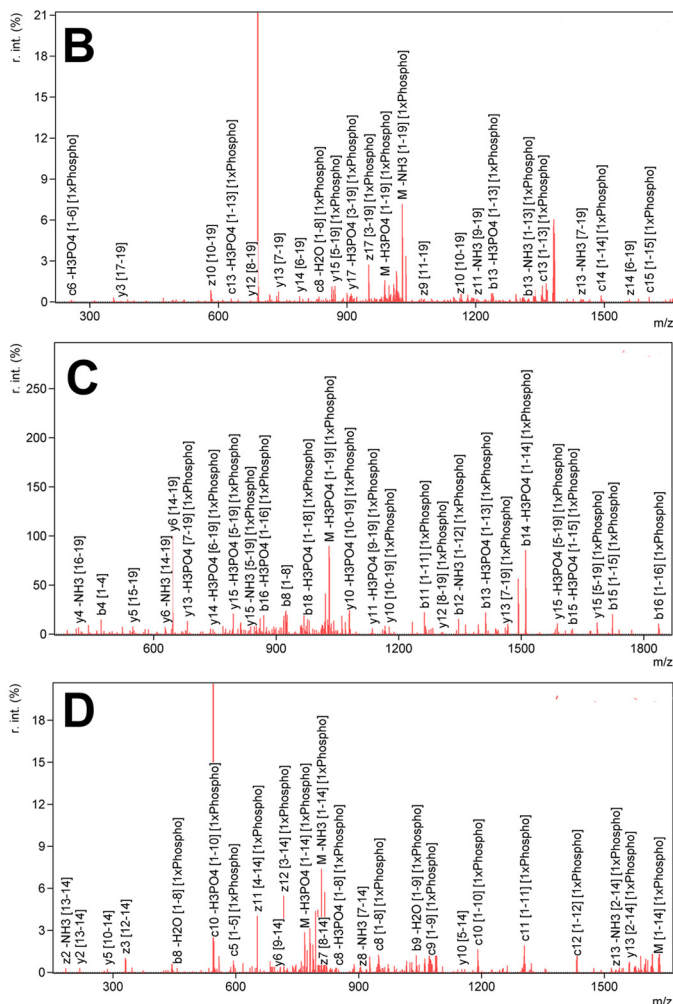 B
r. int. (%)
21
18
15
12
9
6
3
0
c6 -H3PO4 [1-6] [1xPhospho]
y3 [17-19]
z10 [10-19]
c13 -H3PO4 [1-13] [1xPhospho]
y12 [8-19]
y13 [7-19]
y14 [6-19]
c8 -H2O [1-8] [1xPhospho]
y15 [5-19] [1xPhospho]
y17 -H3PO4 [3-19] [1xPhospho]
z17 [3-19] [1xPhospho]
M -H3PO4 [1-19] [1xPhospho]
M -NH3 [1-19] [1xPhospho]
z9 [11-19]
z10 [10-19]
z11 -NH3 [9-19]
b13 -H3PO4 [1-13] [1xPhospho]
b13 -NH3 [1-13] [1xPhospho]
c13 [1-13] [1xPhospho]
z13 -NH3 [7-19]
c14 [1-14] [1xPhospho]
z14 [6-19]
c15 [1-15] [1xPhospho]
300 600 900 1200 1500
m/z
C
r. int. (%)
250
200
150
100
50
0
y4 -NH3 [16-19]
b4 [1-4]
y5 [15-19]
y6 -NH3 [14-19]
y6 [14-19]
y13 -H3PO4 [7-19] [1xPhospho]
y14 -H3PO4 [6-19] [1xPhospho]
y15 -H3PO4 [5-19] [1xPhospho]
y15 -NH3 [5-19] [1xPhospho]
b16 -H3PO4 [1-16] [1xPhospho]
b8 [1-8]
b18 -H3PO4 [1-18] [1xPhospho]
M -H3PO4 [1-19] [1xPhospho]
y10 -H3PO4 [10-19] [1xPhospho]
y11 -H3PO4 [9-19] [1xPhospho]
y10 [10-19] [1xPhospho]
b11 [1-11] [1xPhospho]
y12 [8-19] [1xPhospho]
b12 -NH3 [1-12] [1xPhospho]
b13 -H3PO4 [1-13] [1xPhospho]
y13 [7-19] [1xPhospho]
b14 -H3PO4 [1-14] [1xPhospho]
y15 -H3PO4 [5-19] [1xPhospho]
b15 -H3PO4 [1-15] [1xPhospho]
y15 [5-19] [1xPhospho]
b15 [1-15] [1xPhospho]
b16 [1-16] [1xPhospho]
600 900 1200 1500 1800
m/z
D
r. int. (%)
18
15
12
9
6
3
0
z2 -NH3 [13-14]
y2 [13-14]
y5 [10-14]
z3 [12-14]
b8 -H2O [1-8] [1xPhospho]
c10 -H3PO4 [1-10] [1xPhospho]
c5 [1-5] [1xPhospho]
z11 [4-14] [1xPhospho]
y6 [9-14]
z12 [3-14] [1xPhospho]
M -H3PO4 [1-14] [1xPhospho]
M -NH3 [1-14] [1xPhospho]
z7 [8-14]
c8 -H3PO4 [1-8] [1xPhospho]
z8 -NH3 [7-14]
c8 [1-8] [1xPhospho]
b9 -H2O [1-9] [1xPhospho]
c9 [1-9] [1xPhospho]
y10 [5-14]
c10 [1-10] [1xPhospho]
c11 [1-11] [1xPhospho]
c12 [1-12] [1xPhospho]
z13 -NH3 [2-14] [1xPhospho]
y13 [2-14] [1xPhospho]
M [1-14] [1xPhospho]
300 600 900 1200 1500
m/z